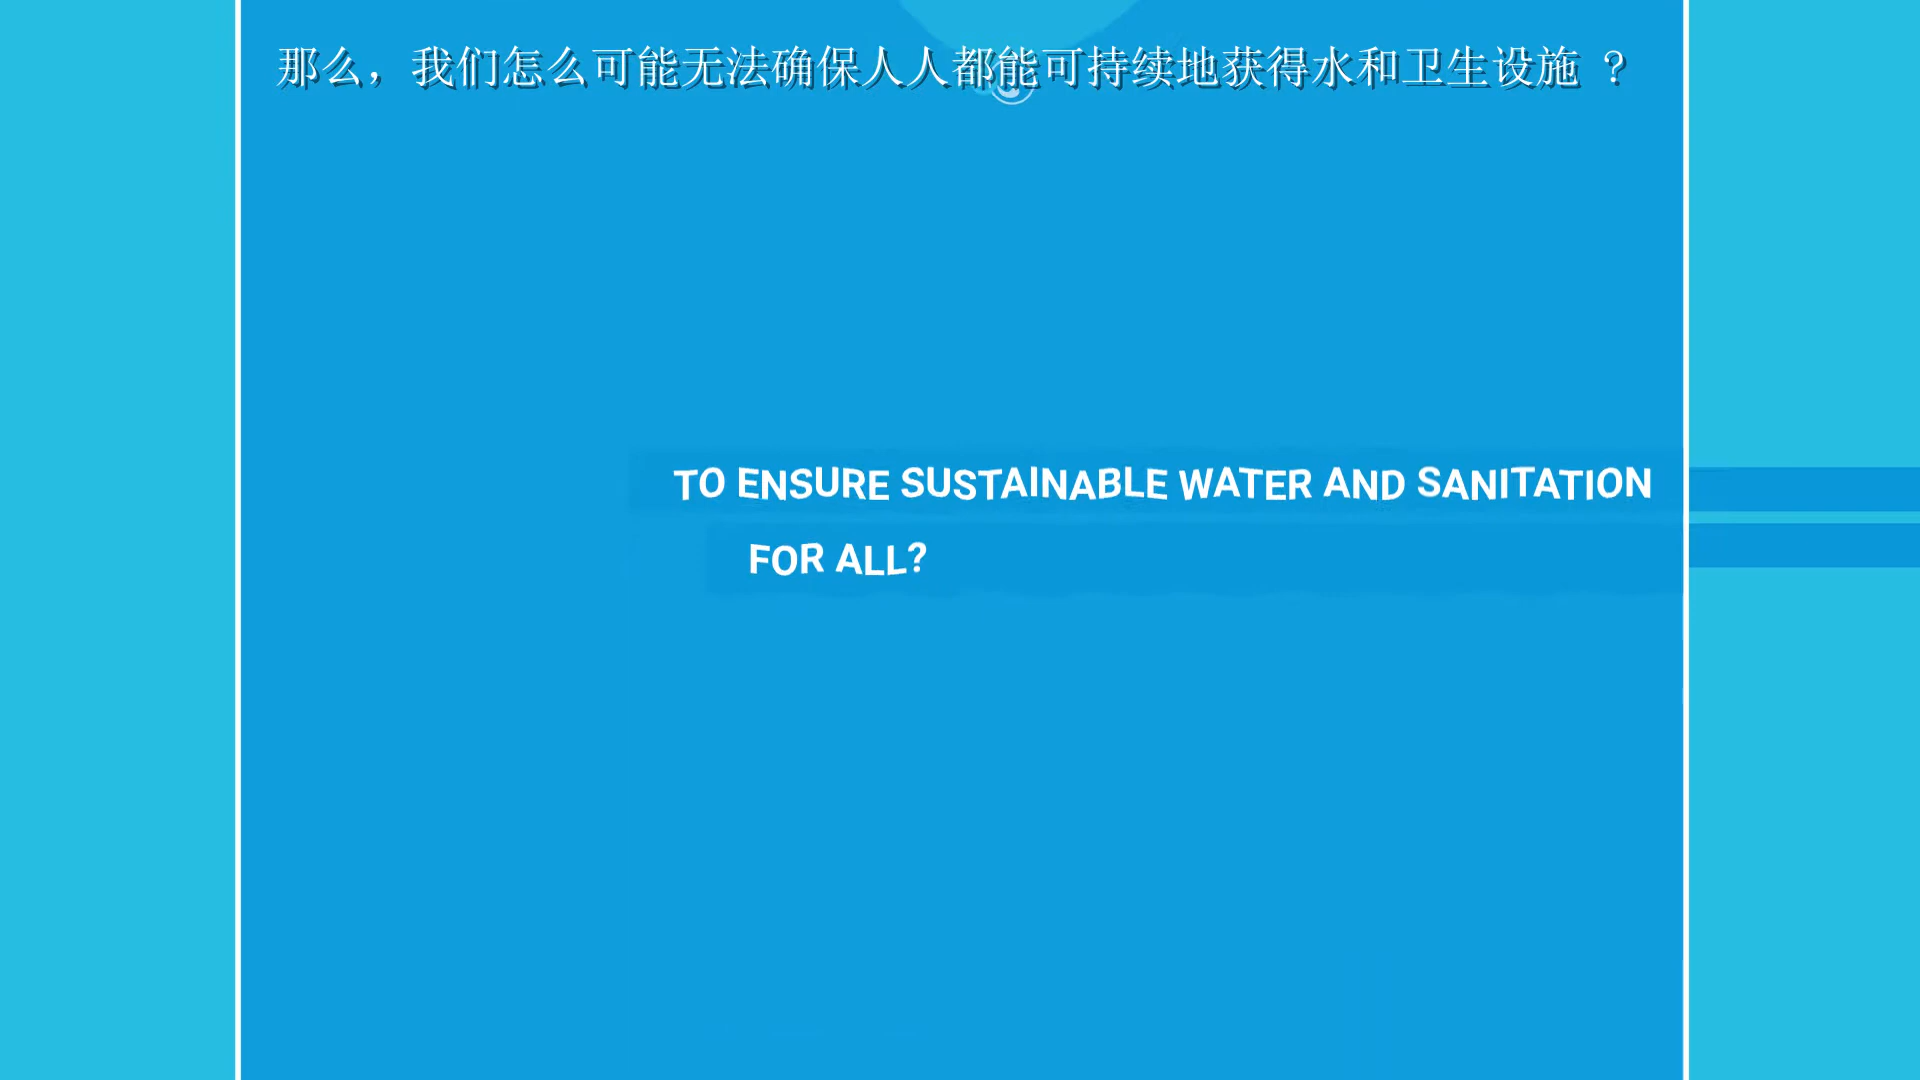 那么，我们怎么可能无法确保人人都能可持续地获得水和卫生设施 ？
TO ENSURE SUSTAINABLE WATER AND SANITATION
FOR ALL?